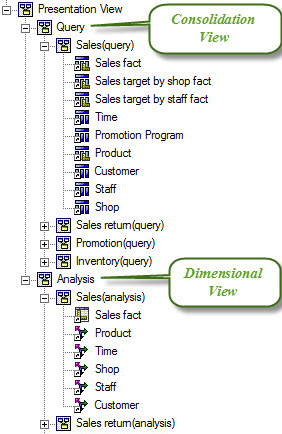 Presentation View
Query
Consolidation
View
Sales(query)
Sales fact
Sales target by shop fact
Sales target by staff fact
Time
Promotion Program
Product
Customer
Staff
Shop
Sales return(query)
Promotion(query)
Inventory(query)
Analysis
Dimensional
View
Sales(analysis)
Sales fact
Product
Time
Shop
Staff
Customer
Sales return(analysis)